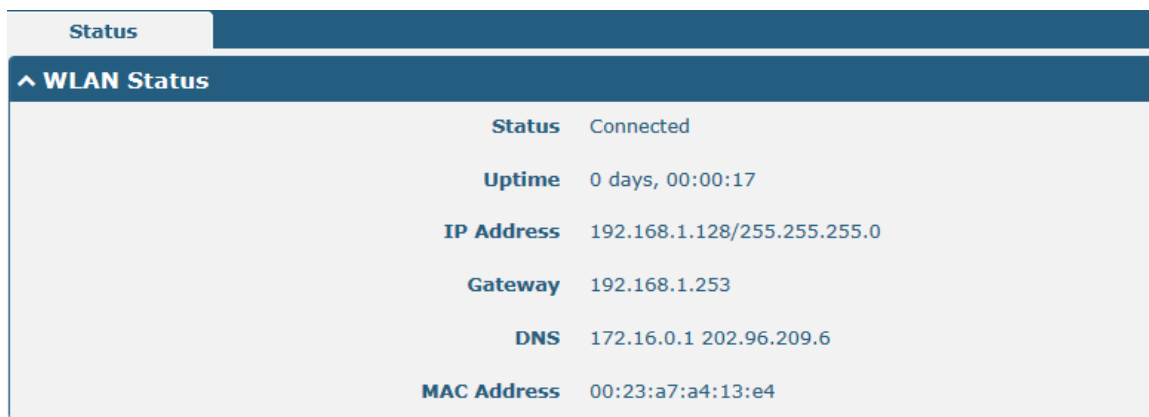 Status
WLAN Status
Status Connected
Uptime 0 days, 00:00:17
IP Address 192.168.1.128/255.255.255.0
Gateway 192.168.1.253
DNS 172.16.0.1 202.96.209.6
MAC Address 00:23:a7:a4:13:e4